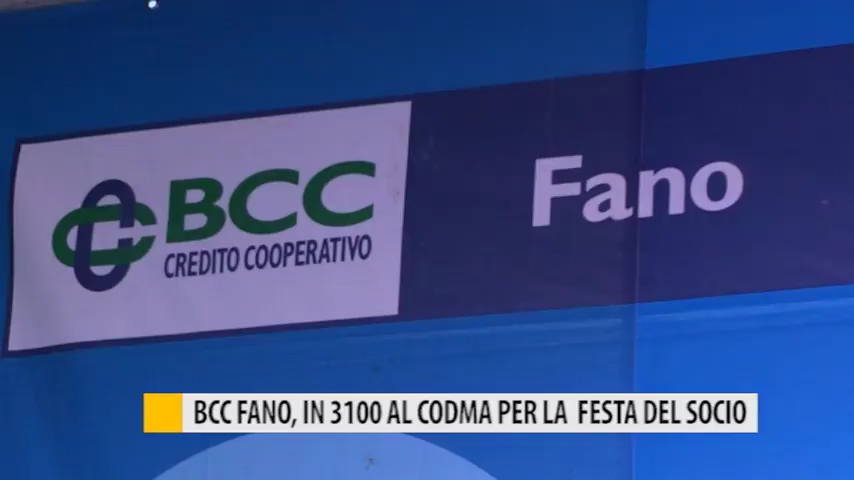 BCC
CREDITO COOPERATIVO
Fano
BCC FANO, IN 3100 AL CODMA PER LA FESTA DEL SOCIO